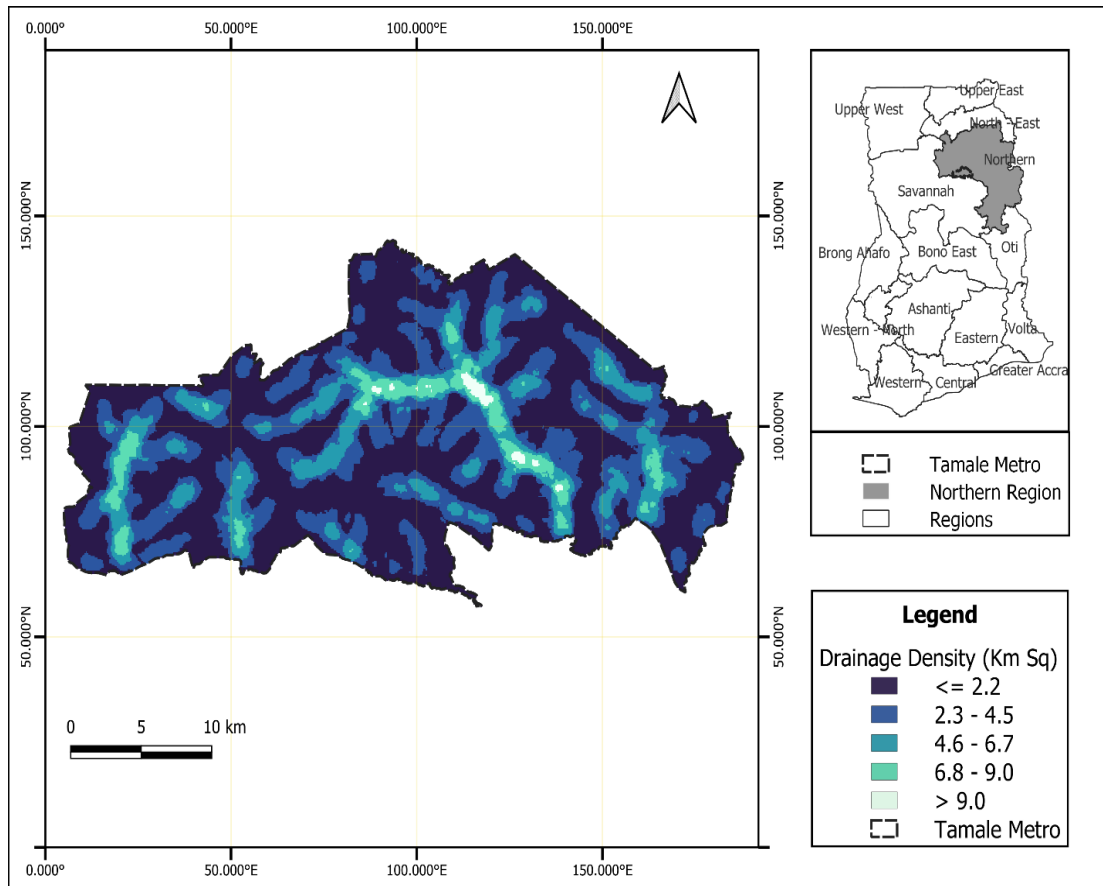 0.000°
50.000°E
100.000°E
150.000°E
150.000°N
150.000°N
100.000°N
100.000°N
50.000°N
50.000°N
0
5
10 km
0.000°
50.000°E
100.000°E
150.000°E
Upper East
Upper West
North - East
Northern
Savannah
Brong Ahafo
Bono East
Oti
Ashanti
Western - North
Eastern
Volta
Greater Accra
Western
Central
Tamale Metro
Northern Region
Regions
Legend
Drainage Density (Km Sq)
<= 2.2
2.3 - 4.5
4.6 - 6.7
6.8 - 9.0
> 9.0
Tamale Metro